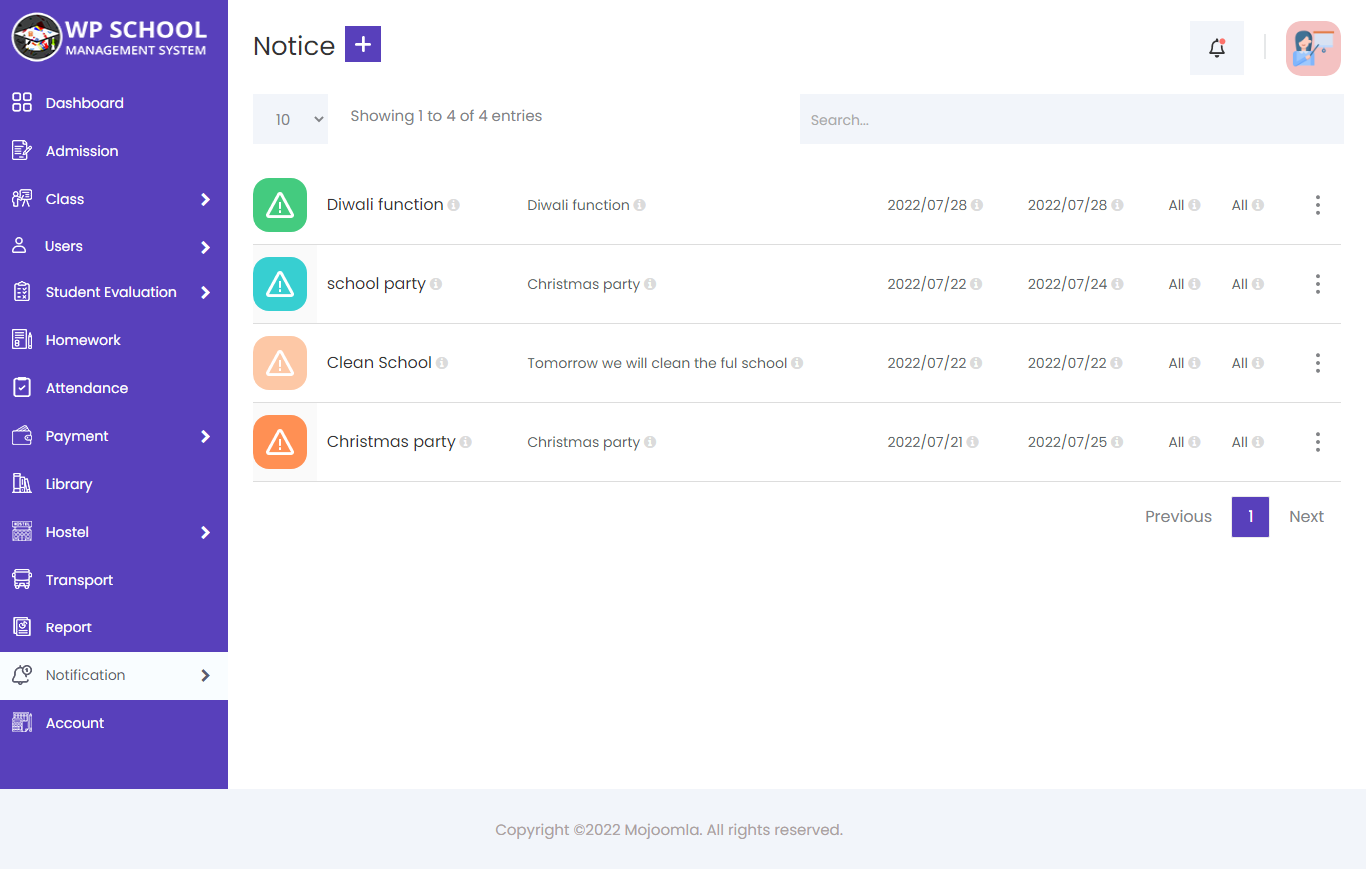 WP SCHOOL
MANAGEMENT SYSTEM
Dashboard
Admission
Class
Users
Student Evaluation
Homework
Attendance
Payment
Library
Hostel
Transport
Report
Notification
Account
Notice +
10
Showing 1 to 4 of 4 entries
Search...
Diwali function Diwali function 2022/07/28 2022/07/28 All All
school party Christmas party 2022/07/22 2022/07/24 All All
Clean School Tomorrow we will clean the ful school 2022/07/22 2022/07/22 All All
Christmas party Christmas party 2022/07/21 2022/07/25 All All
Previous 1 Next
Copyright ©2022 Mojoomla. All rights reserved.